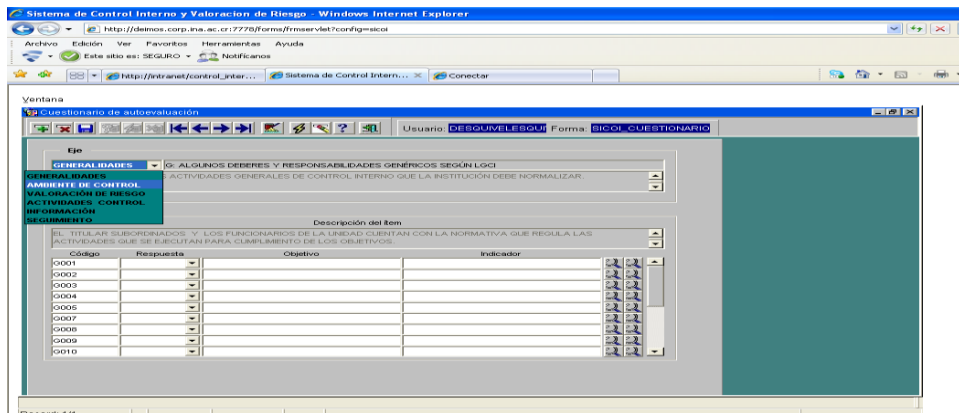 Sistema de Control Interno y Valoracion de Riesgo - Windows Internet Explorer
http://deimos.corp.ina.ac.cr:7778/forms/frmservlet?config=sicoi
Archivo Edición Ver Favoritos Herramientas Ayuda
Este sitio es: SEGURO Notifícanos
http://intranet/control_inter... Sistema de Control Intern... Conectar
Ventana
Cuestionario de autoevaluación
Usuario: DESQUIVELESQUI Forma: SICOI_CUESTIONARIO
Eje
GENERALIDADES G: ALGUNOS DEBERES Y RESPONSABILIDADES GENÉRICOS SEGÚN LGCI
GENERALIDADES
AMBIENTE DE CONTROL
VALORACIÓN DE RIESGO
ACTIVIDADES CONTROL
INFORMACIÓN
SEGUIMIENTO
ACTIVIDADES GENERALES DE CONTROL INTERNO QUE LA INSTITUCIÓN DEBE NORMALIZAR.
Descripción del ítem
EL TITULAR SUBORDINADOS Y LOS FUNCIONARIOS DE LA UNIDAD CUENTAN CON LA NORMATIVA QUE REGULA LAS
ACTIVIDADES QUE SE EJECUTAN PARA CUMPLIMIENTO DE LOS OBJETIVOS.
Código Respuesta Objetivo Indicador
G001
G002
G003
G004
G005
G007
G008
G009
G010